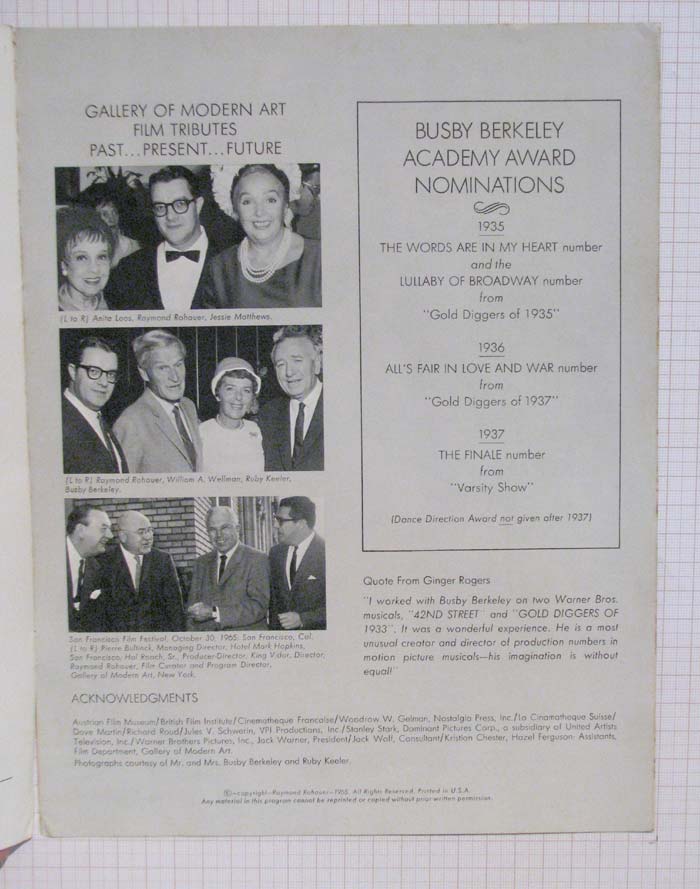 GALLERY OF MODERN ART
FILM TRIBUTES
PAST...PRESENT...FUTURE
(L to R) Anita Loos, Raymond Rohauer, Jessie Matthews.
(L to R) Raymond Rohauer, William A. Wellman, Ruby Keeler,
Busby Berkeley.
San Francisco Film Festival, October 30, 1965, San Francisco, Cal.
(L to R) Pierre Bultinck, Managing Director, Hotel Mark Hopkins,
San Francisco, Hal Roach, Sr., Producer-Director, King Vidor, Director,
Raymond Rohauer, Film Curator and Program Director,
Gallery of Modern Art, New York.
BUSBY BERKELEY
ACADEMY AWARD
NOMINATIONS
1935
THE WORDS ARE IN MY HEART number
and the
LULLABY OF BROADWAY number
from
"Gold Diggers of 1935"
1936
ALL'S FAIR IN LOVE AND WAR number
from
"Gold Diggers of 1937"
1937
THE FINALE number
from
"Varsity Show"
(Dance Direction Award not given after 1937)
Quote From Ginger Rogers
"I worked with Busby Berkeley on two Warner Bros.
musicals, "42ND STREET" and "GOLD DIGGERS OF
1933". It was a wonderful experience. He is a most
unusual creator and director of production numbers in
motion picture musicals—his imagination is without
equal!"
ACKNOWLEDGMENTS
Austrian Film Museum/British Film Institute/Cinematheque Francaise/Woodrow W. Gelman, Nostalgia Press, Inc./La Cinematheque Suisse/
Dave Martin/Richard Roud/Jules V. Schwerin, VPI Productions, Inc./Stanley Stark, Dominant Pictures Corp., a subsidiary of United Artists
Television, Inc./Warner Brothers Pictures, Inc., Jack Warner, President/Jack Wolf, Consultant/Kristian Chester, Hazel Ferguson: Assistants,
Film Department, Gallery of Modern Art.
Photographs courtesy of Mr. and Mrs. Busby Berkeley and Ruby Keeler.
©—copyright—Raymond Rohauer—1965. All Rights Reserved. Printed in U.S.A.
Any material in this program cannot be reprinted or copied without prior written permission.